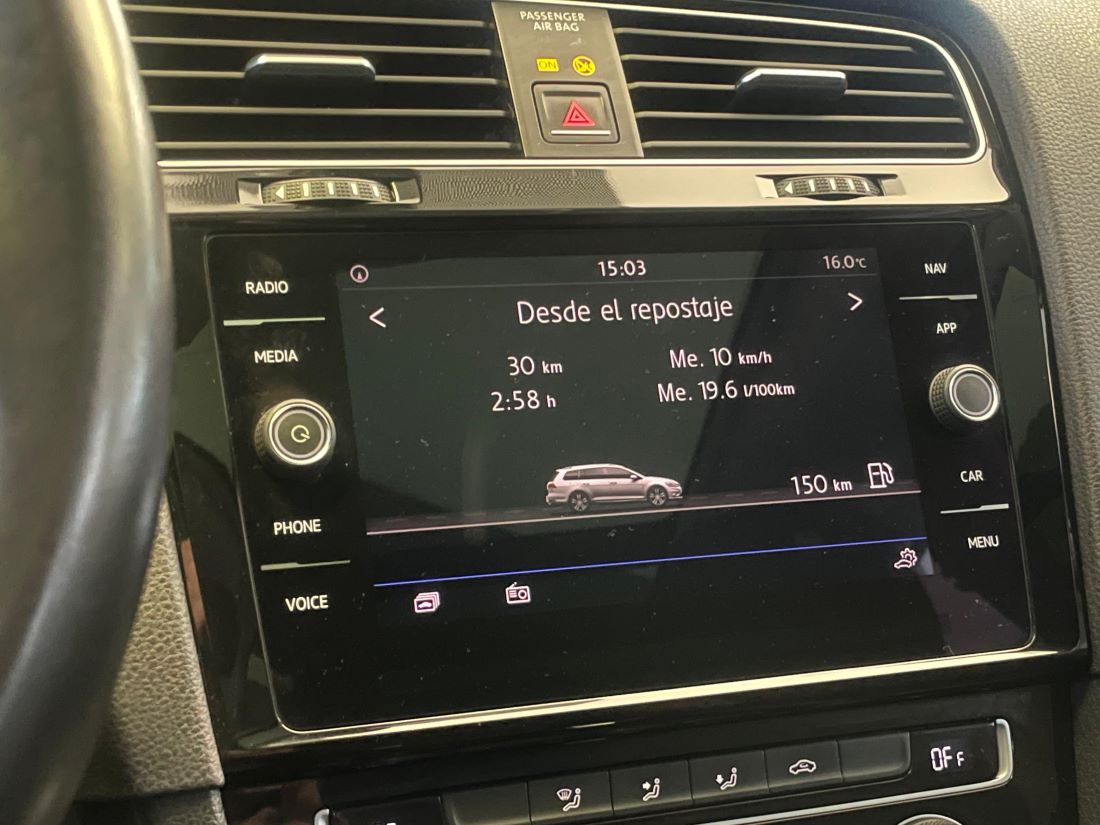 PASSENGER
AIR BAG
ON
15:03
16.0°C
RADIO
MEDIA
PHONE
VOICE
< Desde el repostaje >
30 km
Me. 10 km/h
2:58 h
Me. 19.6 l/100km
150 km
NAV
APP
CAR
MENU
OFF